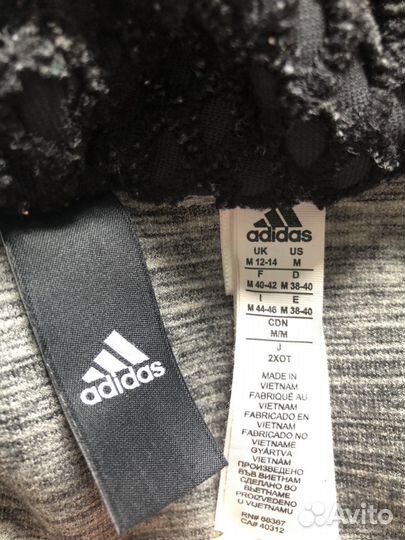 adidas
adidas
UK US
M 12-14 M
F D
M 40-42 M 38-40
I E
M 44-46 M 38-40
CDN
M/M
J
2XOT
MADE IN
VIETNAM
FABRIQUÉ AU
VIETNAM
FABRICADO EN
VIETNAM
FABRICADO NO
VIETNAM
GYÁRTVA
VIETNÁM
ПРОИЗВЕДЕНО
ВЪВ ВИЕТНАМ
СДЕЛАНО ВО
ВЬЕТНАМЕ
PROIZVEDENO
U VIJETNAMU
RN# 88387
CA# 40312
Avito